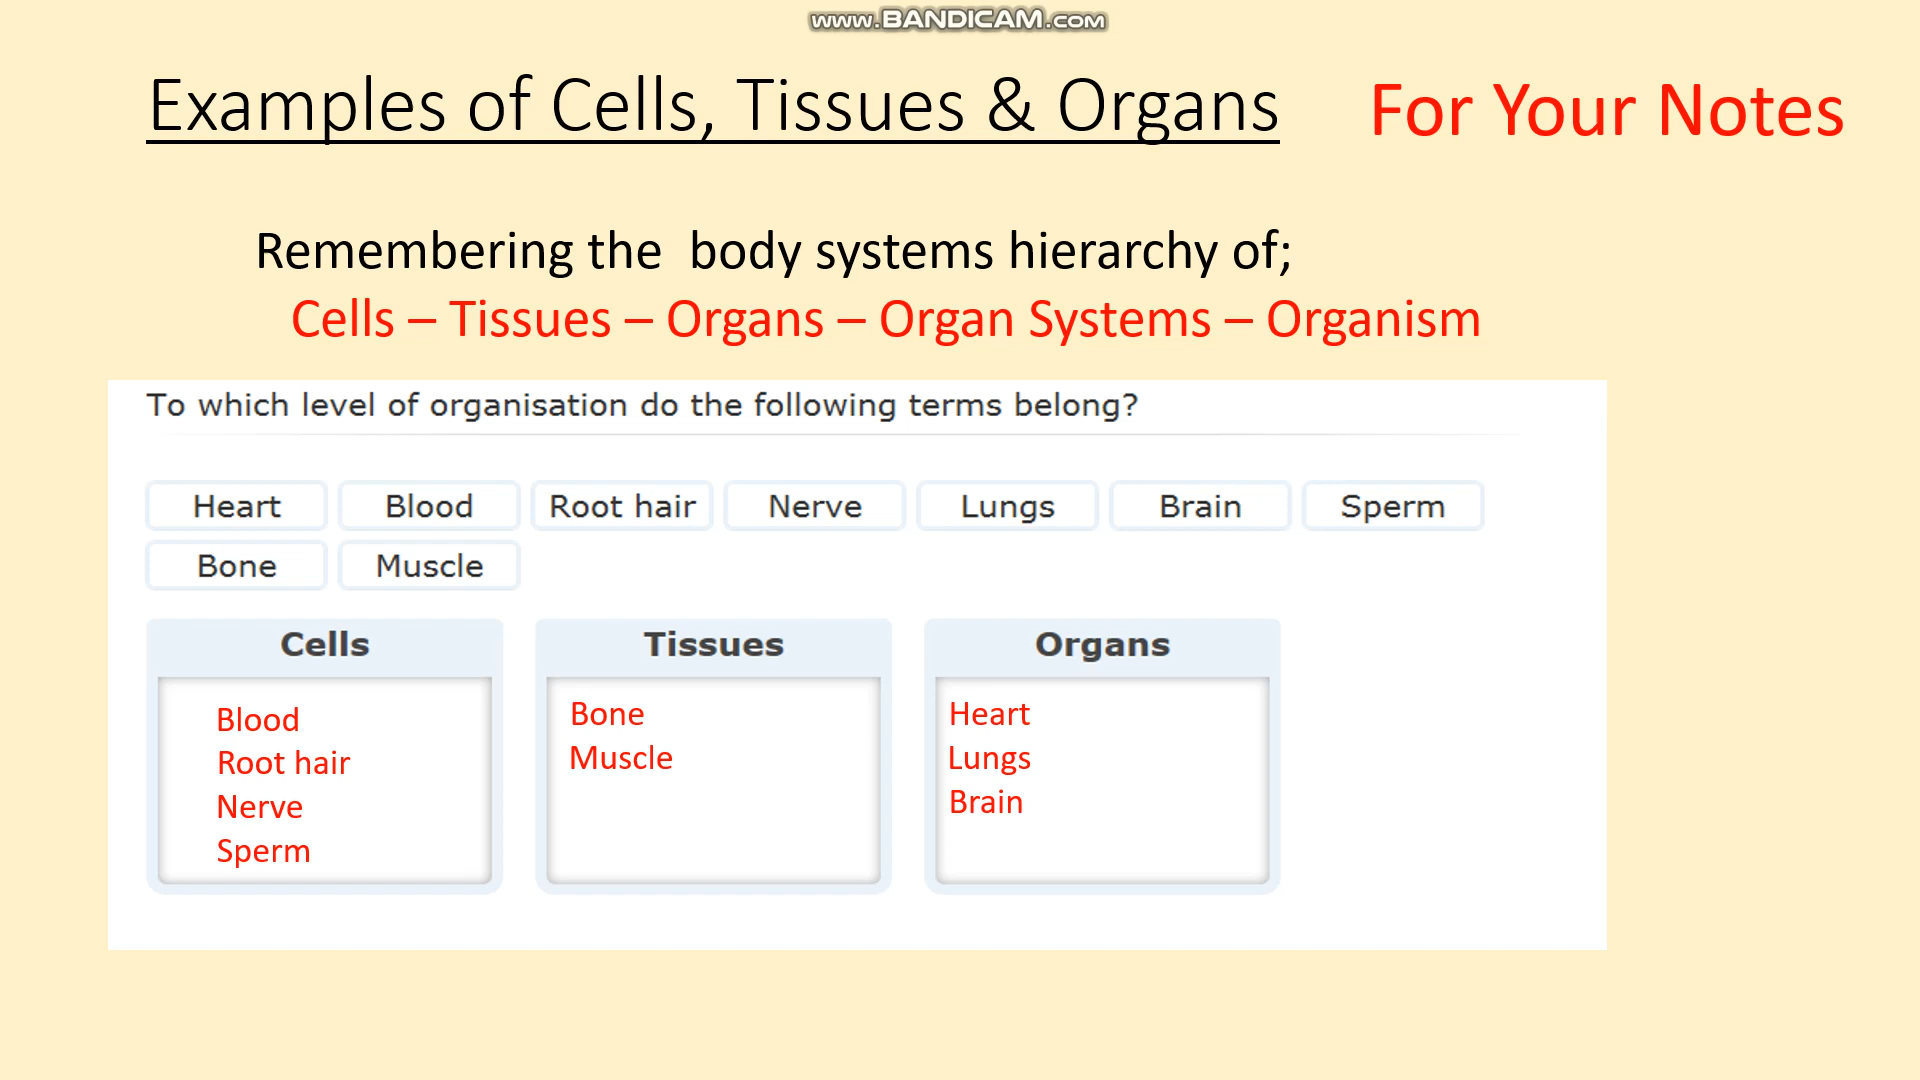 www.BANDICAM.com
Examples of Cells, Tissues & Organs
For Your Notes
Remembering the body systems hierarchy of;
Cells – Tissues – Organs – Organ Systems – Organism
To which level of organisation do the following terms belong?
Heart Blood Root hair Nerve Lungs Brain Sperm
Bone Muscle
Cells
Blood
Root hair
Nerve
Sperm
Tissues
Bone
Muscle
Organs
Heart
Lungs
Brain